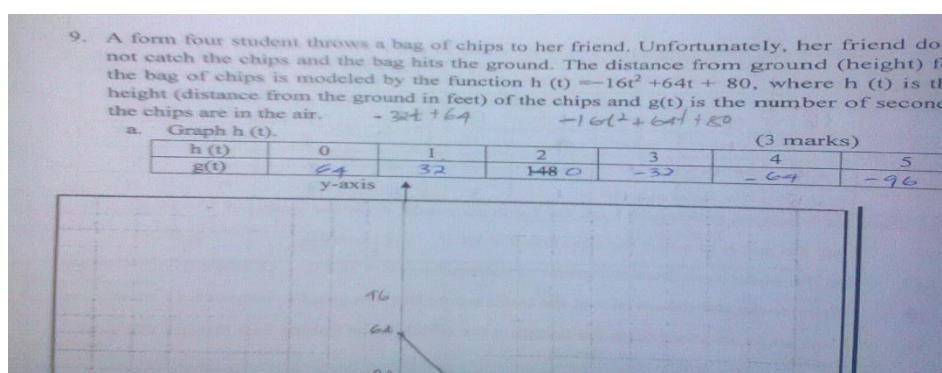 9. A form four student throws a bag of chips to her friend. Unfortunately, her friend do
not catch the chips and the bag hits the ground. The distance from ground (height) f
the bag of chips is modeled by the function h (t) =-16t² +64t + 80, where h (t) is th
height (distance from the ground in feet) of the chips and g(t) is the number of second
the chips are in the air. - 32t + 64 -16t²+64t+80
a. Graph h (t). (3 marks)
h (t) 0 1 2 3 4 5
g(t) 64 32 148 0 -32 -64 -96
y-axis
96
64